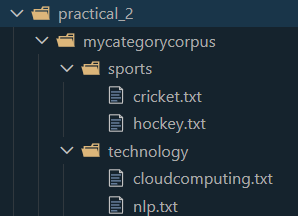 practical_2
mycategorycorpus
sports
cricket.txt
hockey.txt
technology
cloudcomputing.txt
nlp.txt